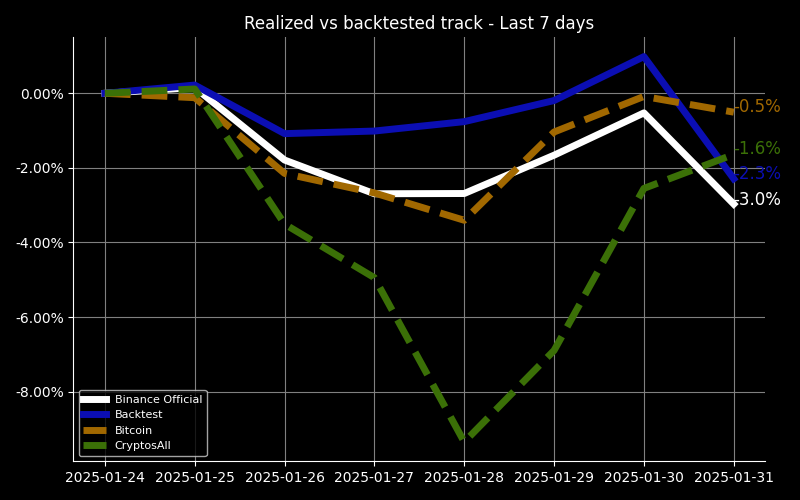 Realized vs backtested track - Last 7 days
0.00%
-2.00%
-4.00%
-6.00%
-8.00%
-0.5%
-1.6%
-2.3%
-3.0%
Binance Official
Backtest
Bitcoin
CryptosAll
2025-01-24 2025-01-25 2025-01-26 2025-01-27 2025-01-28 2025-01-29 2025-01-30 2025-01-31